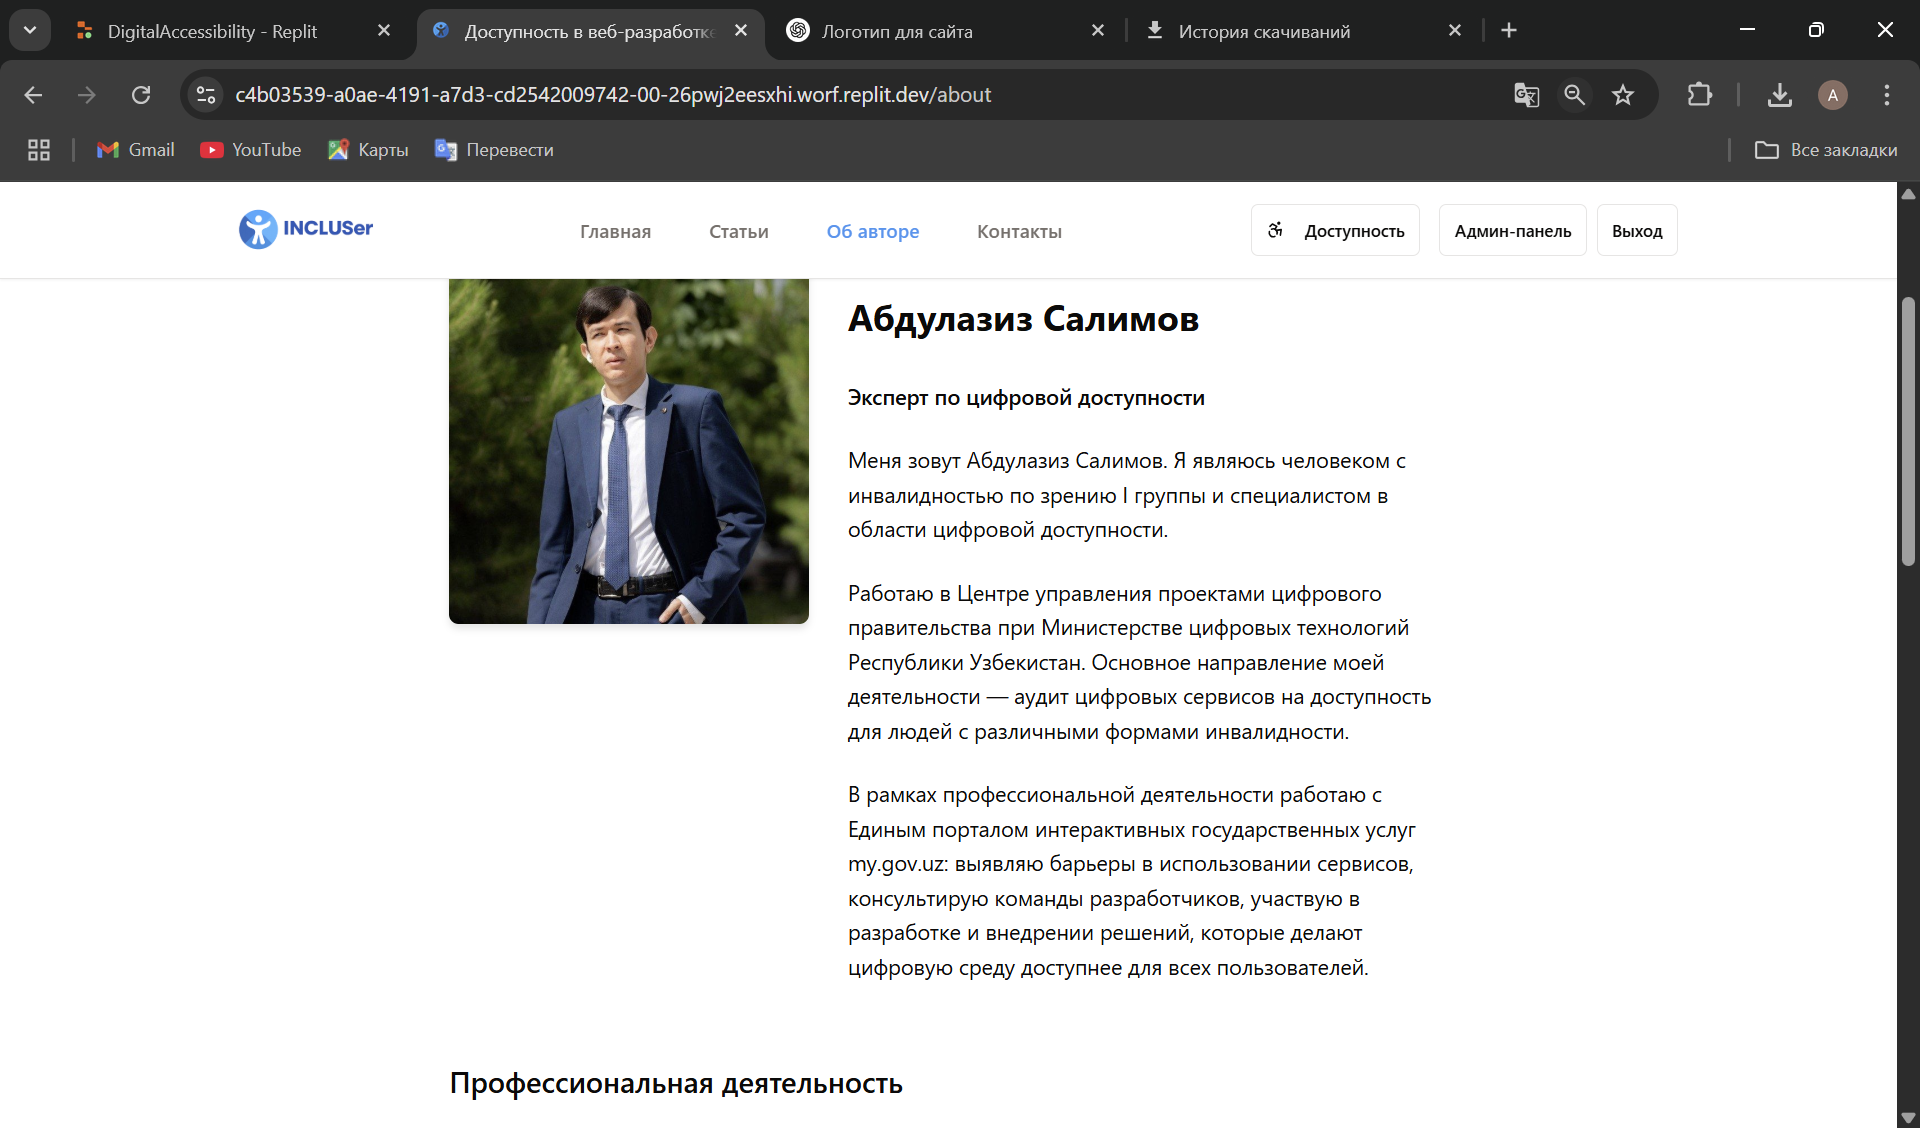 DigitalAccessibility - Replit
Доступность в веб-разработке
Логотип для сайта
История скачиваний
c4b03539-a0ae-4191-a7d3-cd2542009742-00-26pwj2eesxhi.worf.replit.dev/about
A
Gmail
YouTube
Карты
Перевести
Все закладки
INCLUSer
Главная
Статьи
Об авторе
Контакты
Доступность
Админ-панель
Выход
Абдулазиз Салимов
Эксперт по цифровой доступности
Меня зовут Абдулазиз Салимов. Я являюсь человеком с
инвалидностью по зрению I группы и специалистом в
области цифровой доступности.
Работаю в Центре управления проектами цифрового
правительства при Министерстве цифровых технологий
Республики Узбекистан. Основное направление моей
деятельности — аудит цифровых сервисов на доступность
для людей с различными формами инвалидности.
В рамках профессиональной деятельности работаю с
Единым порталом интерактивных государственных услуг
my.gov.uz: выявляю барьеры в использовании сервисов,
консультирую команды разработчиков, участвую в
разработке и внедрении решений, которые делают
цифровую среду доступнее для всех пользователей.
Профессиональная деятельность